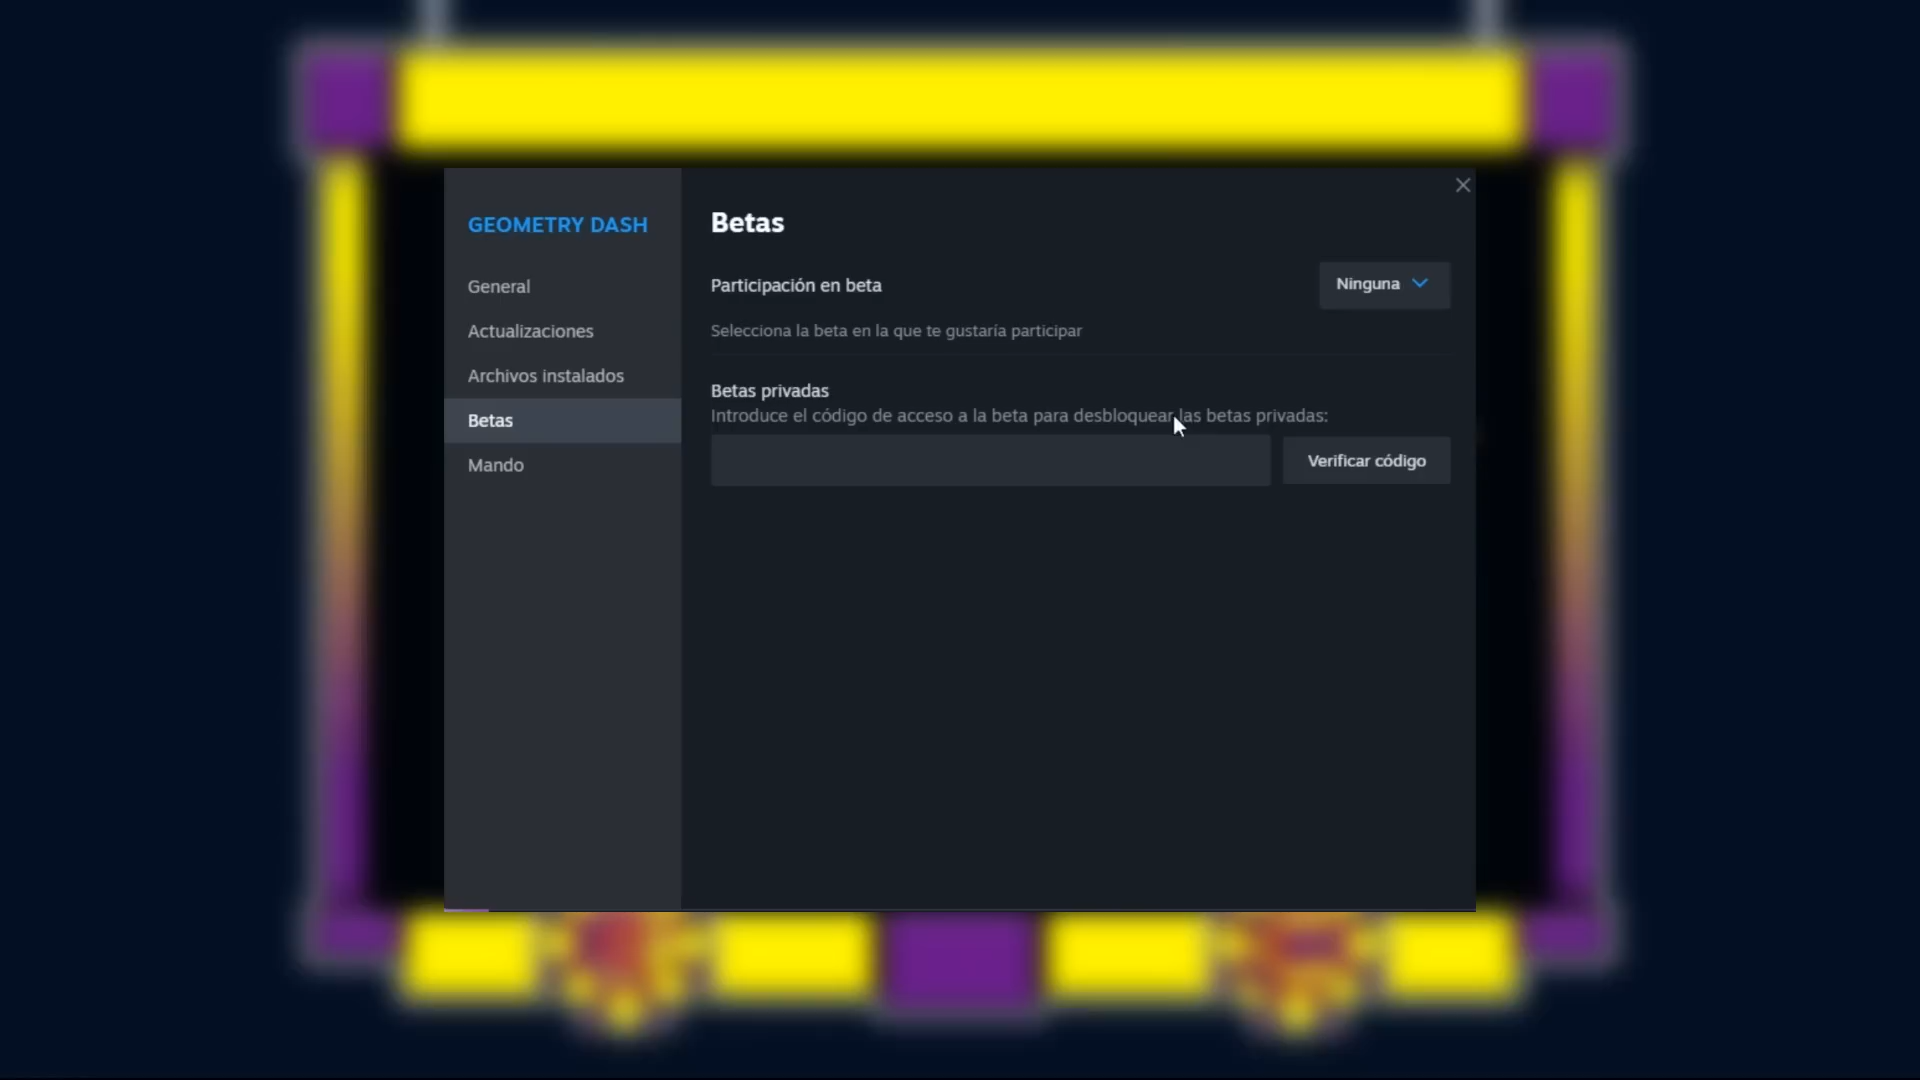 GEOMETRY DASH
General
Actualizaciones
Archivos instalados
Betas
Mando
Betas
Participación en beta
Ninguna
Selecciona la beta en la que te gustaría participar
Betas privadas
Introduce el código de acceso a la beta para desbloquear las betas privadas:
Verificar código